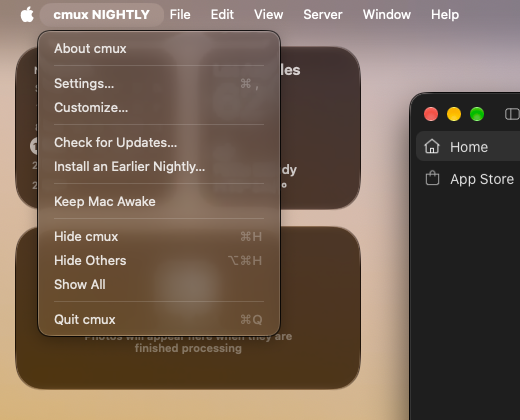 cmux NIGHTLY File Edit View Server Window Help
About cmux
Settings... ⌘ ,
Customize...
Check for Updates...
Install an Earlier Nightly...
Keep Mac Awake
Hide cmux ⌘H
Hide Others ⌥⌘H
Show All
Quit cmux ⌘Q
Photos will appear here when they are
finished processing
Home
App Store